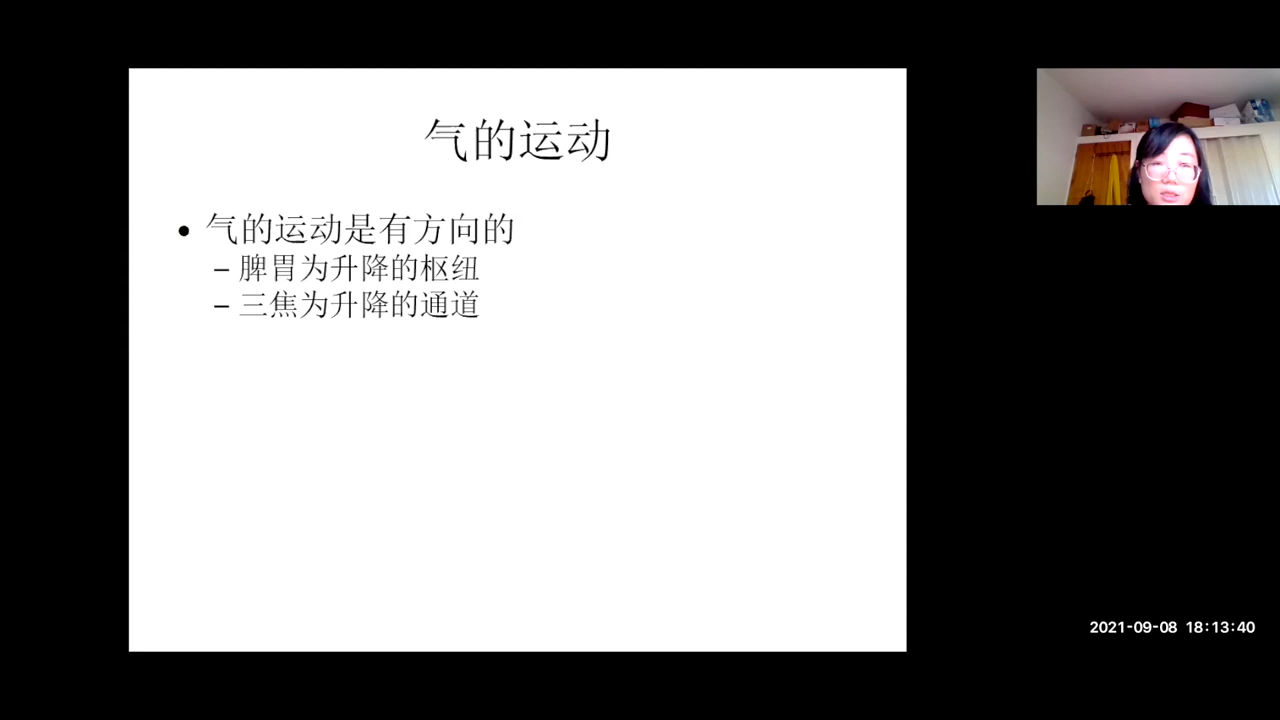 气的运动
• 气的运动是有方向的
– 脾胃为升降的枢纽
– 三焦为升降的通道
2021-09-08 18:13:40